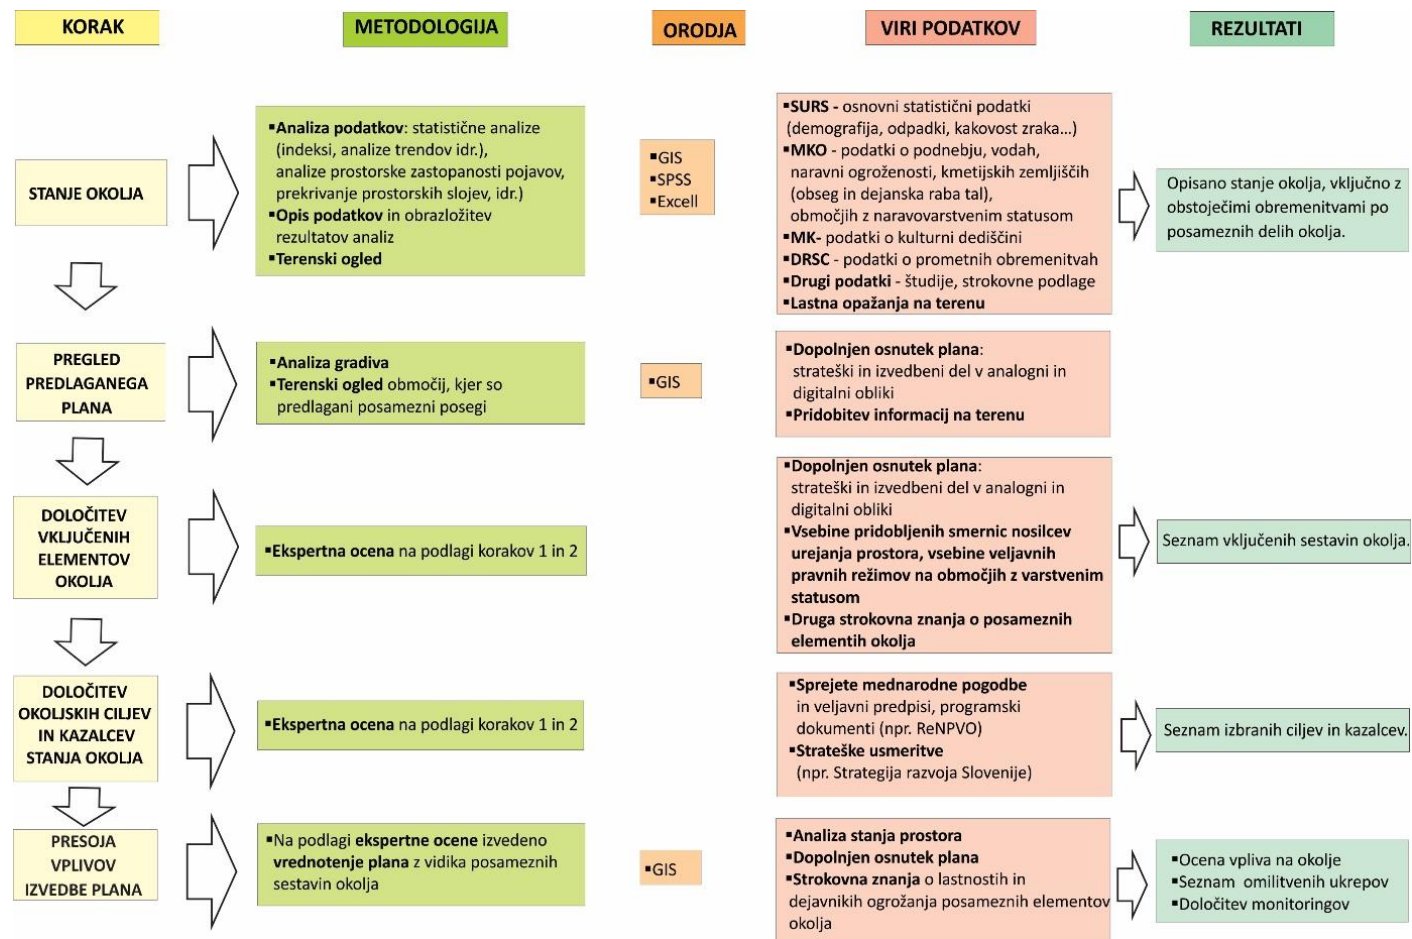 KORAK
METODOLOGIJA
ORODJA
VIRI PODATKOV
REZULTATI
STANJE OKOLJA
▪Analiza podatkov: statistične analize
(indeksi, analize trendov idr.),
analize prostorske zastopanosti pojavov,
prekrivanje prostorskih slojev, idr.)
▪Opis podatkov in obrazložitev
rezultatov analiz
▪Terenski ogled
▪GIS
▪SPSS
▪Excell
▪SURS - osnovni statistični podatki
(demografija, odpadki, kakovost zraka...)
▪MKO - podatki o podnebju, vodah,
naravni ogroženosti, kmetijskih zemljiščih
(obseg in dejanska raba tal),
območjih z naravovarstvenim statusom
▪MK- podatki o kulturni dediščini
▪DRSC - podatki o prometnih obremenitvah
▪Drugi podatki - študije, strokovne podlage
▪Lastna opažanja na terenu
Opisano stanje okolja, vključno z
obstoječimi obremenitvami po
posameznih delih okolja.
PREGLED
PREDLAGANEGA
PLANA
▪Analiza gradiva
▪Terenski ogled območij, kjer so
predlagani posamezni posegi
▪GIS
▪Dopolnjen osnutek plana:
strateški in izvedbeni del v analogni in
digitalni obliki
▪Pridobitev informacij na terenu
DOLOČITEV
VKLJUČENIH
ELEMENTOV
OKOLJA
▪Ekspertna ocena na podlagi korakov 1 in 2
▪Dopolnjen osnutek plana:
strateški in izvedbeni del v analogni in
digitalni obliki
▪Vsebine pridobljenih smernic nosilcev
urejanja prostora, vsebine veljavnih
pravnih režimov na območjih z varstvenim
statusom
▪Druga strokovna znanja o posameznih
elementih okolja
Seznam vključenih sestavin okolja.
DOLOČITEV
OKOLJSKIH CILJEV
IN KAZALCEV
STANJA OKOLJA
▪Ekspertna ocena na podlagi korakov 1 in 2
▪Sprejete mednarodne pogodbe
in veljavni predpisi, programski
dokumenti (npr. ReNPVO)
▪Strateške usmeritve
(npr. Strategija razvoja Slovenije)
Seznam izbranih ciljev in kazalcev.
PRESOJA
VPLIVOV
IZVEDBE PLANA
▪Na podlagi ekspertne ocene izvedeno
vrednotenje plana z vidika posameznih
sestavin okolja
▪GIS
▪Analiza stanja prostora
▪Dopolnjen osnutek plana
▪Strokovna znanja o lastnostih in
dejavnikih ogrožanja posameznih elementov
okolja
▪Ocena vpliva na okolje
▪Seznam omilitvenih ukrepov
▪Določitev monitoringov